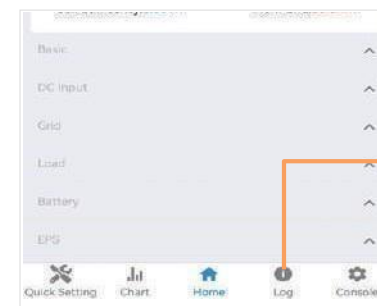 Basic
DC Input
Grid
Load
Battery
EPS
Quick Setting Chart Home Log Console